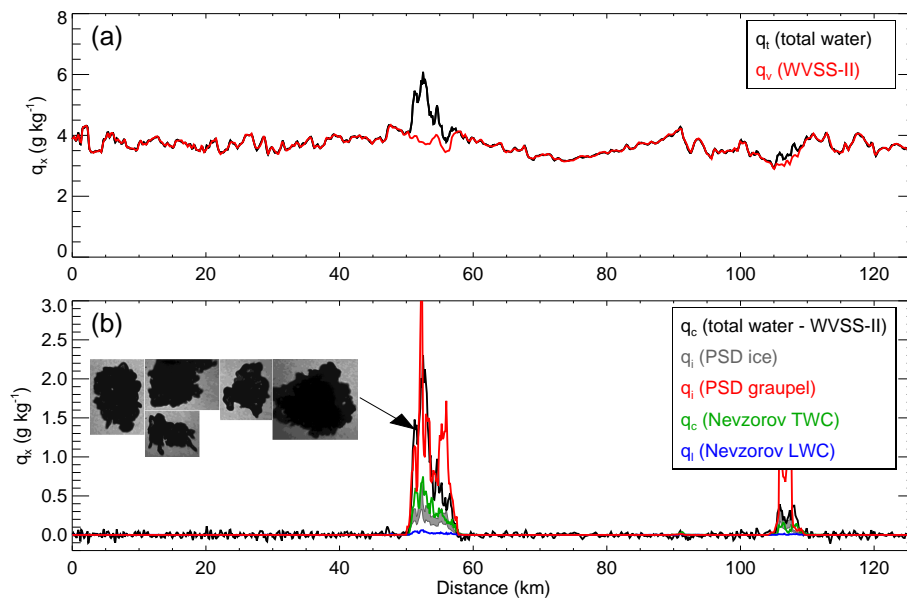 (a)
q_t (total water)
q_v (WVSS-II)
q_x (g kg⁻¹)
8
6
4
2
0
0 20 40 60 80 100 120
(b)
q_c (total water - WVSS-II)
q_i (PSD ice)
q_i (PSD graupel)
q_c (Nevzorov TWC)
q_l (Nevzorov LWC)
q_x (g kg⁻¹)
3.0
2.5
2.0
1.5
1.0
0.5
0.0
0 20 40 60 80 100 120
Distance (km)